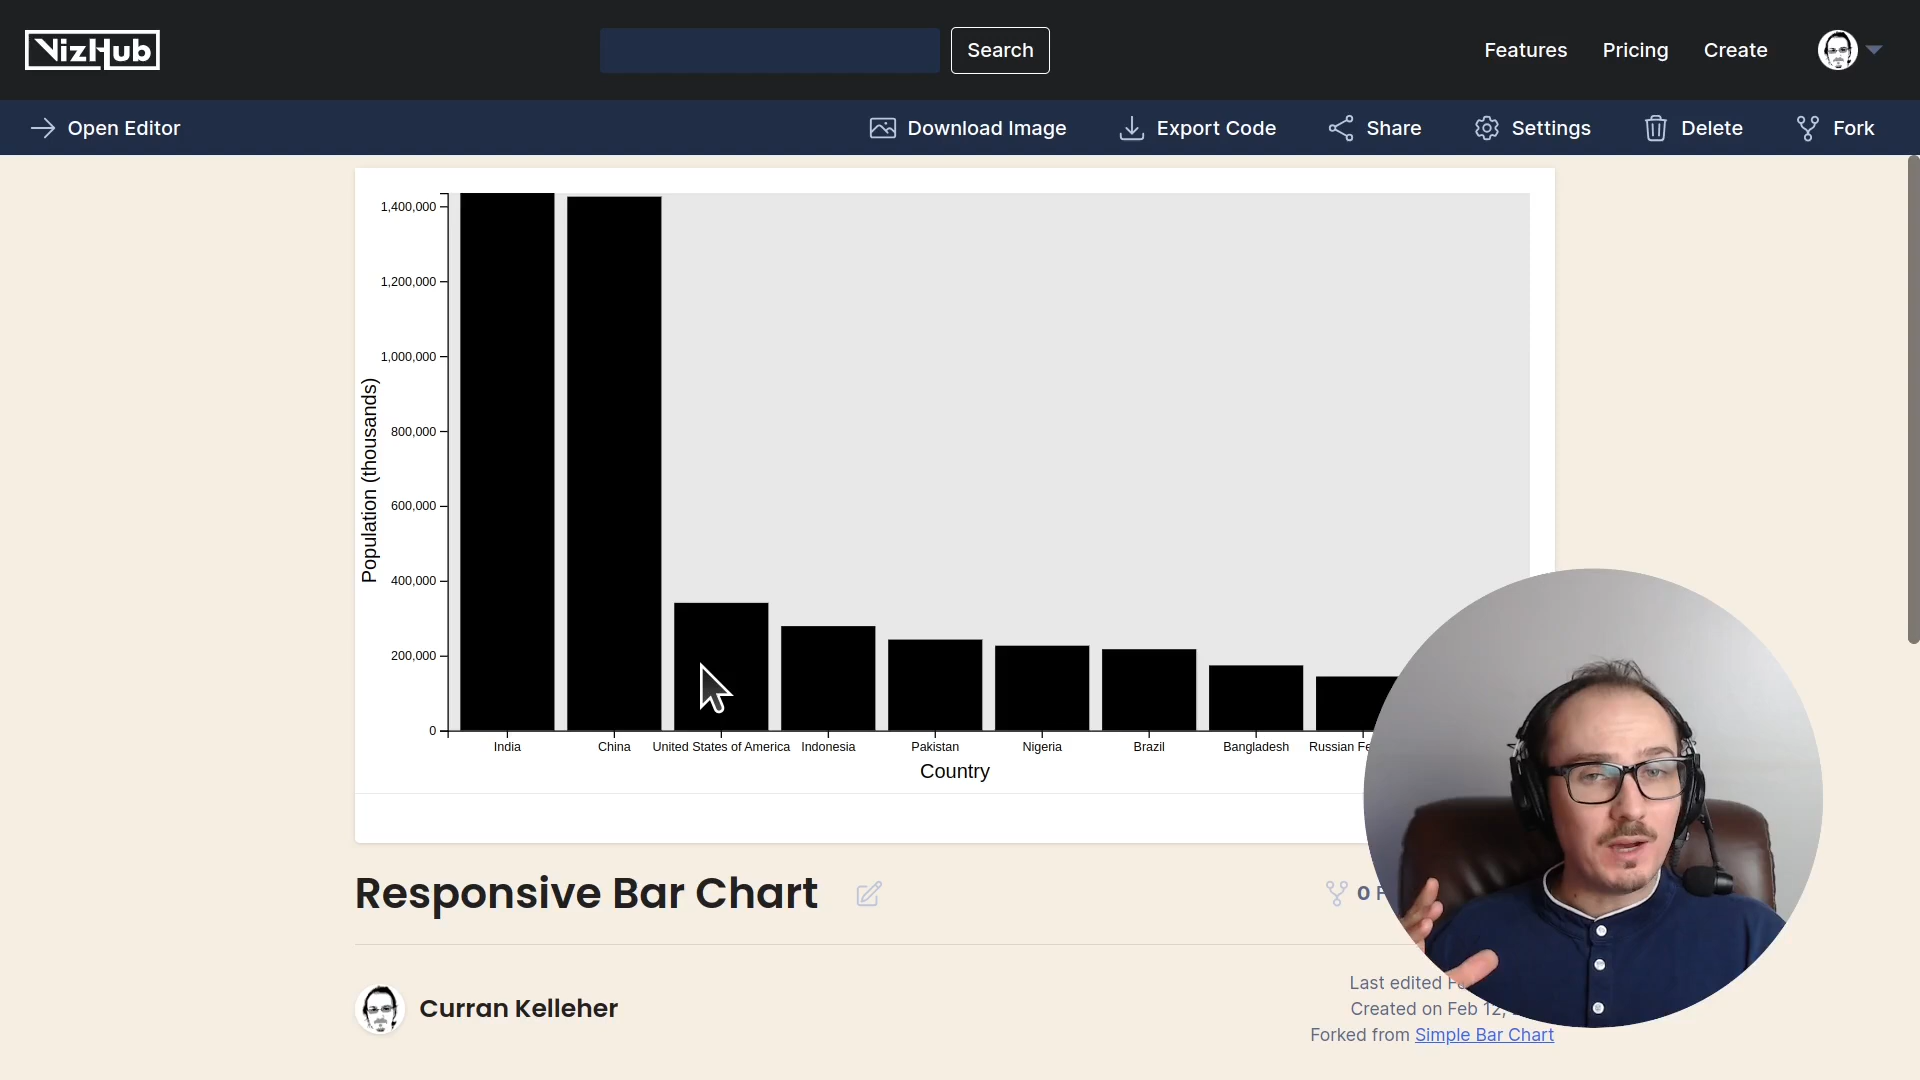 VizHub
Search
Features
Pricing
Create
Open Editor
Download Image
Export Code
Share
Settings
Delete
Fork
1,400,000
1,200,000
1,000,000
800,000
600,000
400,000
200,000
0
Population (thousands)
India
China
United States of America
Indonesia
Pakistan
Nigeria
Brazil
Bangladesh
Russian
Country
Responsive Bar Chart
0
Curran Kelleher
Last edited
Created on Feb 12,
Forked from Simple Bar Chart